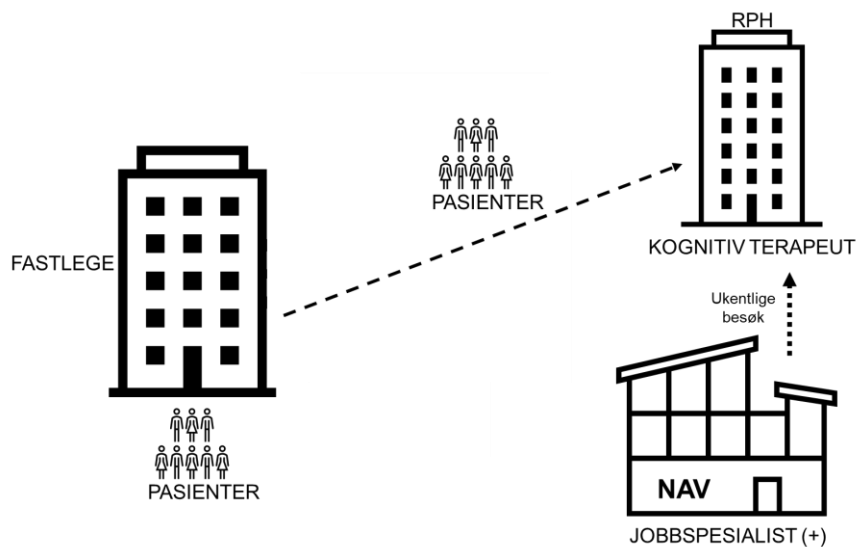 RPH
PASIENTER
FASTLEGE
KOGNITIV TERAPEUT
Ukentlige
besøk
PASIENTER
NAV
JOBBSPESIALIST (+)